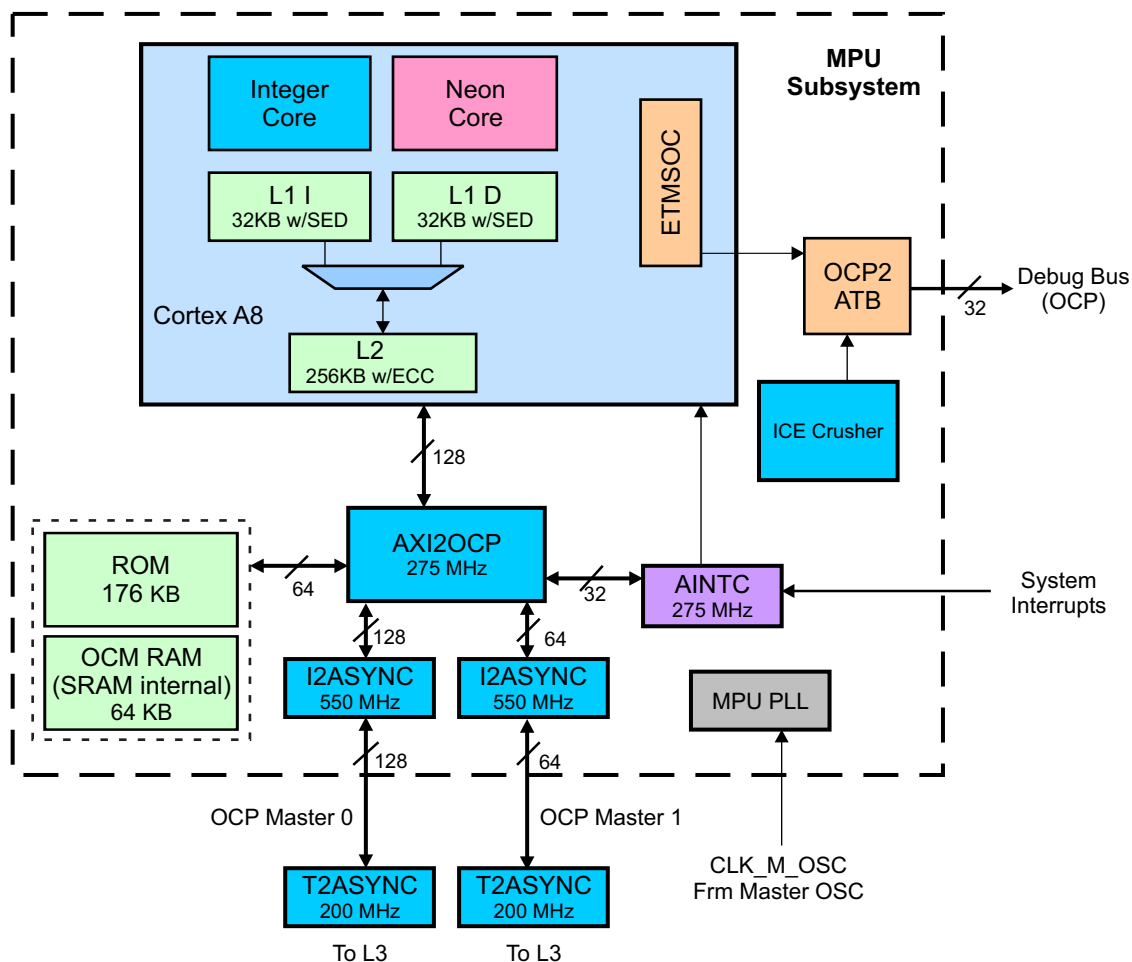 MPU
Subsystem
Integer
Core
Neon
Core
ETMSOC
L1 I
32KB w/SED
L1 D
32KB w/SED
OCP2
ATB
Debug Bus
(OCP)
32
Cortex A8
L2
256KB w/ECC
ICE Crusher
128
AXI2OCP
275 MHz
ROM
176 KB
64
32
AINTC
275 MHz
System
Interrupts
OCM RAM
(SRAM internal)
64 KB
128
64
I2ASYNC
550 MHz
I2ASYNC
550 MHz
MPU PLL
128
64
OCP Master 0
OCP Master 1
CLK_M_OSC
Frm Master OSC
T2ASYNC
200 MHz
T2ASYNC
200 MHz
To L3
To L3